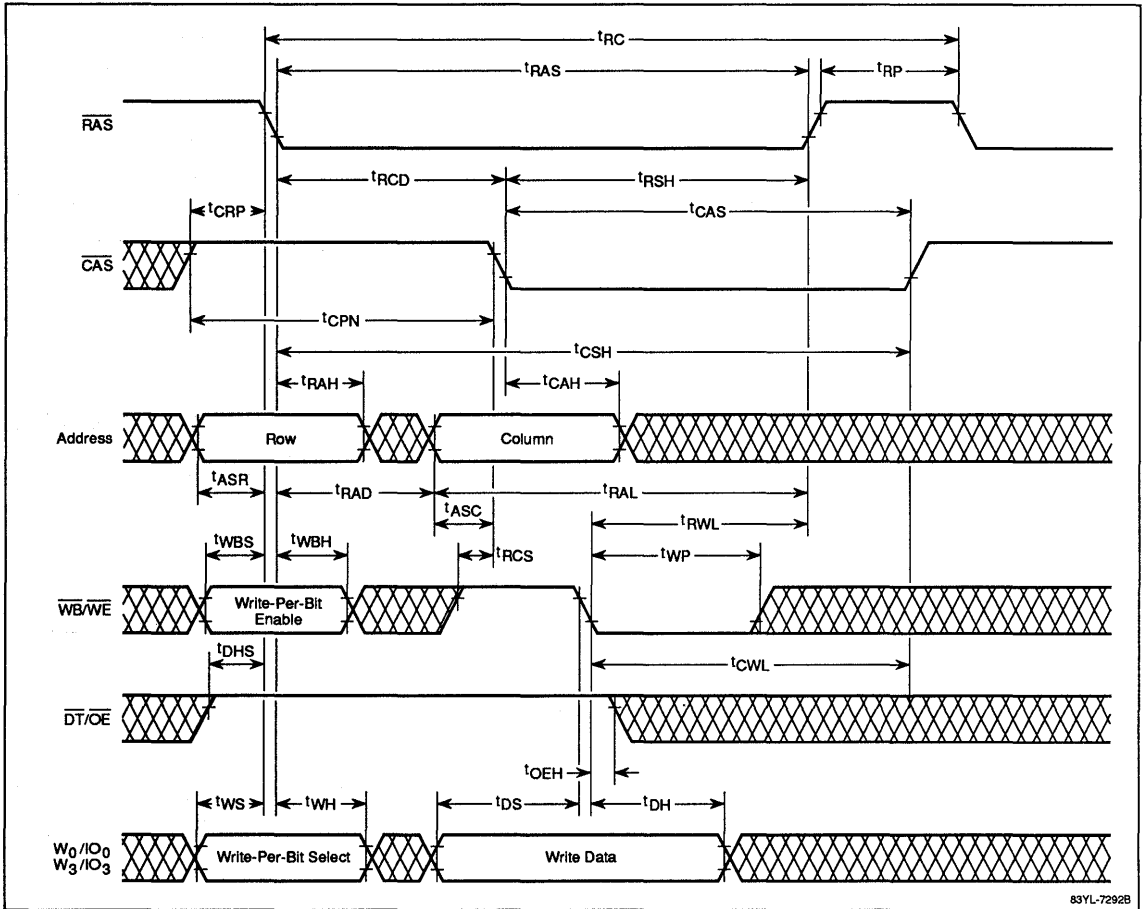 tRC
tRAS
tRP
RAS
tRCD
tRSH
tCRP
tCAS
CAS
tCPN
tCSH
tRAH
tCAH
Address
Row
Column
tASR
tRAD
tRAL
tASC
tRWL
tWBS
tWBH
tRCS
tWP
WB/WE
Write-Per-Bit
Enable
tDHS
tCWL
DT/OE
tOEH
tWS
tWH
tDS
tDH
W0/IO0
W3/IO3
Write-Per-Bit Select
Write Data
83YL-7292B